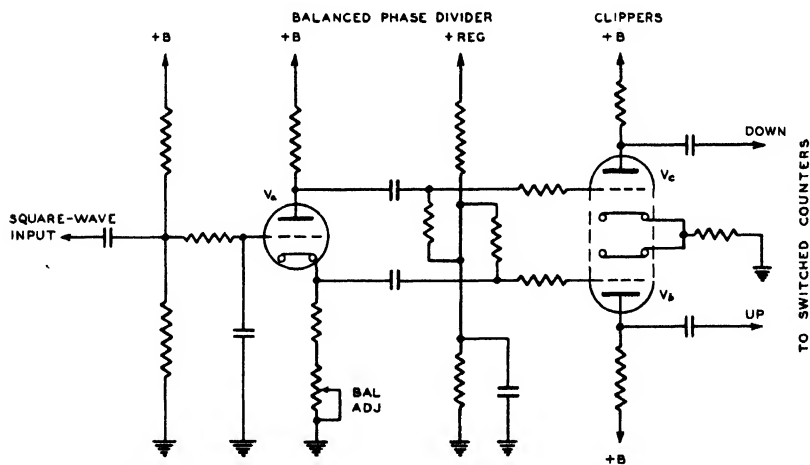 BALANCED PHASE DIVIDER
CLIPPERS
+B
+B
+REG
+B
DOWN
Va
Vc
SQUARE-WAVE
INPUT
Vb
UP
BAL
ADJ
+B
TO SWITCHED COUNTERS